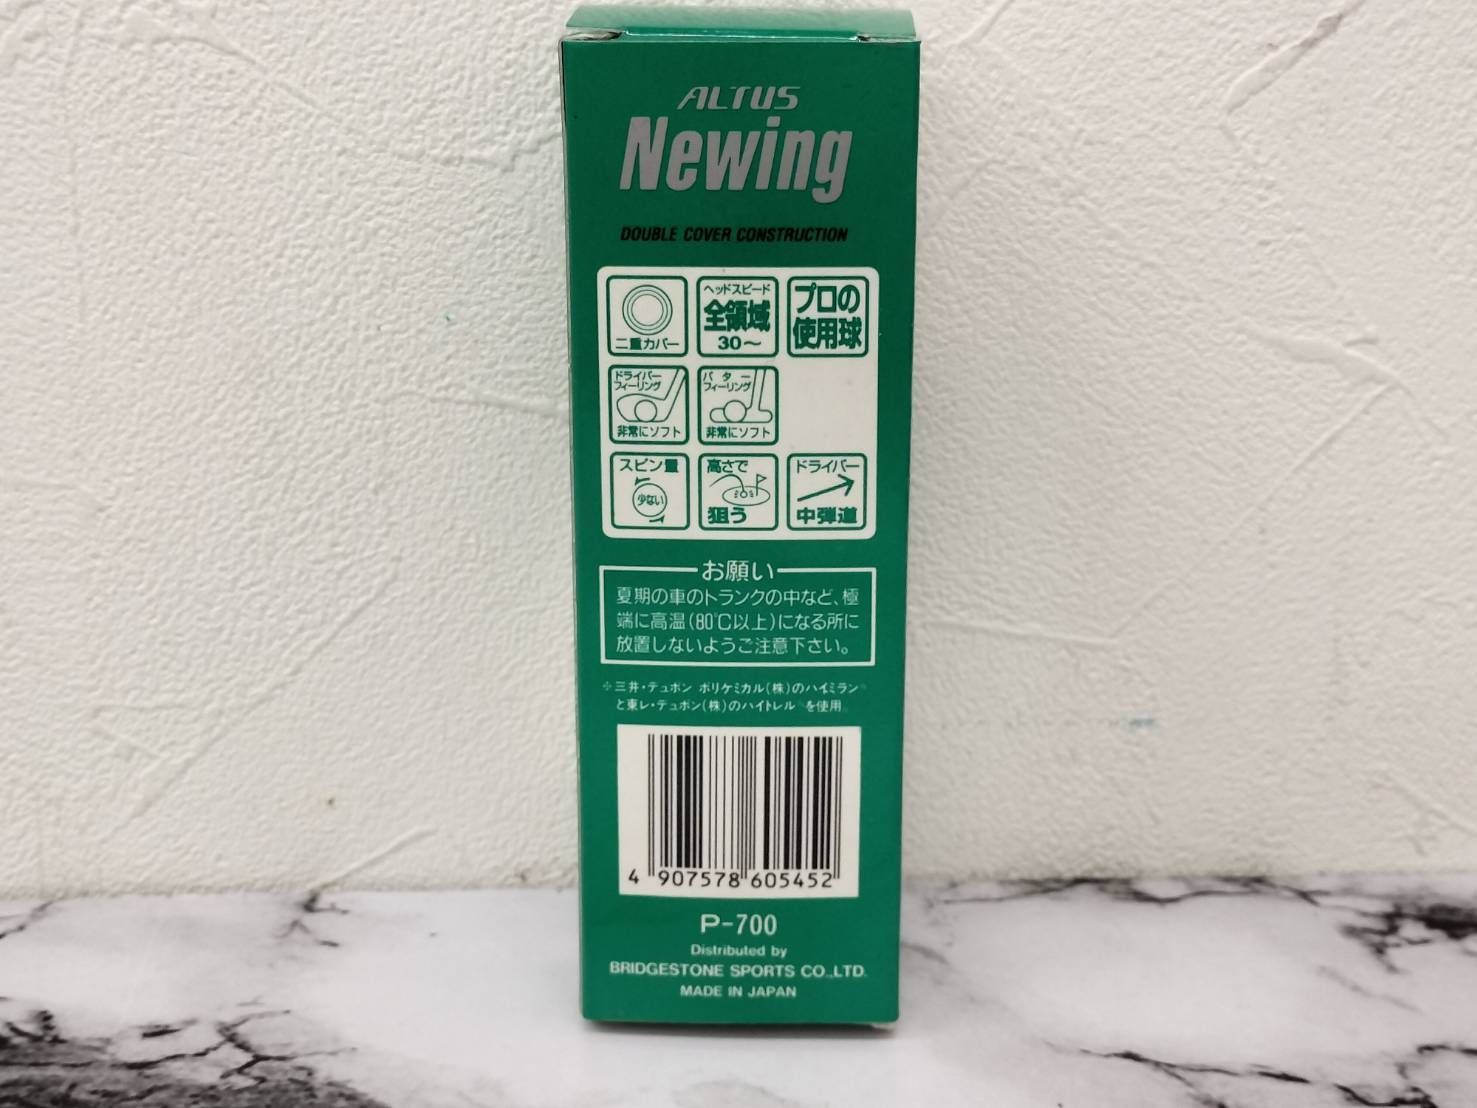 ALTUS
Newing
DOUBLE COVER CONSTRUCTION
二重カバー
ヘッドスピード
全領域
30～
プロの
使用球
ドライバー
フィーリング
非常にソフト
パター
フィーリング
非常にソフト
スピン量
少ない
高さで
狙う
ドライバー
中弾道
お願い
夏期の車のトランクの中など、極
端に高温(80℃以上)になる所に
放置しないようご注意下さい。
※三井・デュポン ポリケミカル(株)のハイミラン
と東レ・デュポン(株)のハイトレル を使用
4 907578 605452
P-700
Distributed by
BRIDGESTONE SPORTS CO.,LTD.
MADE IN JAPAN